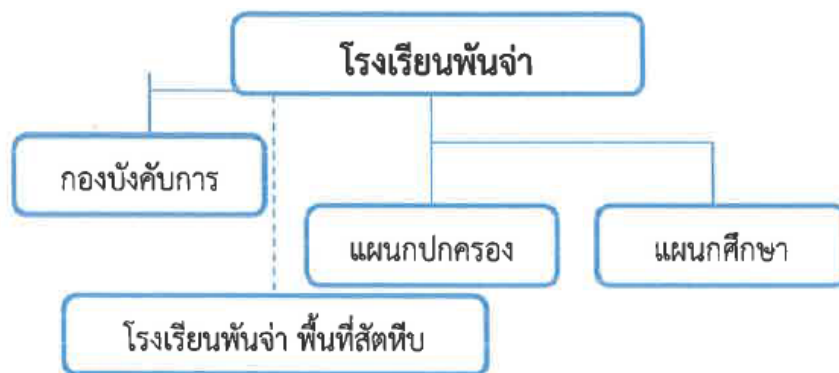 โรงเรียนพันจ่า
กองบังคับการ
แผนกปกครอง
แผนกศึกษา
โรงเรียนพันจ่า พื้นที่สัตหีบ